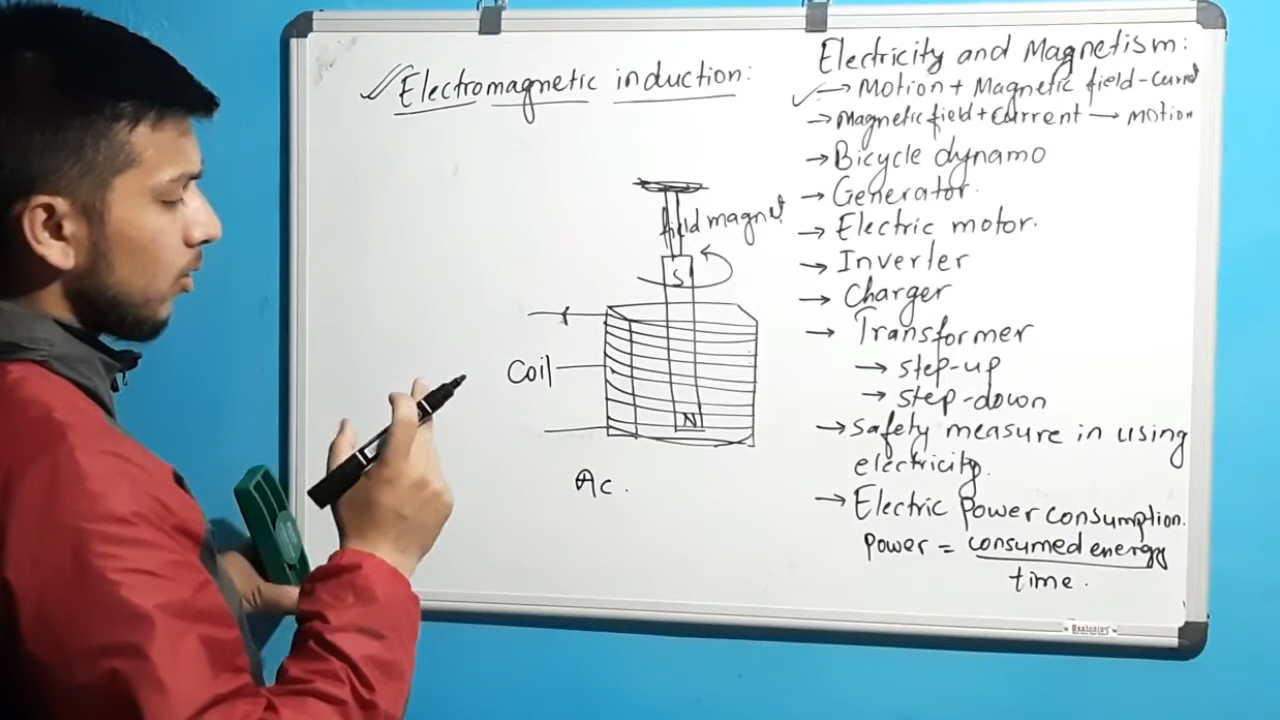 Electromagnetic induction:
field magnet
S
Coil
N
AC.
Electricity and Magnetism:
→ Motion + Magnetic field - Current
→ Magnetic field + Current → motion
→ Bicycle dynamo
→ Generator.
→ Electric motor.
→ Inverter
→ Charger
→ Transformer
→ step-up
→ step-down
→ Safety measure in using
electricity.
→ Electric Power consumption.
Power = consumed energy
time.